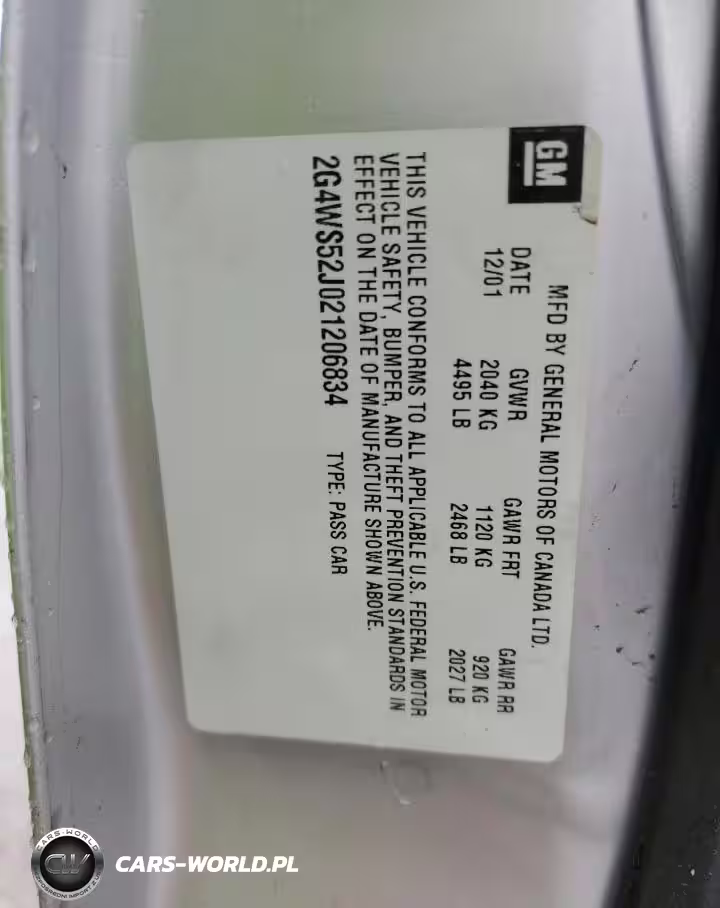 GM
MFD BY GENERAL MOTORS OF CANADA LTD.
DATE GVWR GAWR FRT GAWR RR
12/01 2040 KG 1120 KG 920 KG
4495 LB 2468 LB 2027 LB
THIS VEHICLE CONFORMS TO ALL APPLICABLE U.S. FEDERAL MOTOR
VEHICLE SAFETY, BUMPER, AND THEFT PREVENTION STANDARDS IN
EFFECT ON THE DATE OF MANUFACTURE SHOWN ABOVE.
2G4WS52J021206834 TYPE: PASS CAR
CARS-WORLD
CW
CARS-WORLD.PL